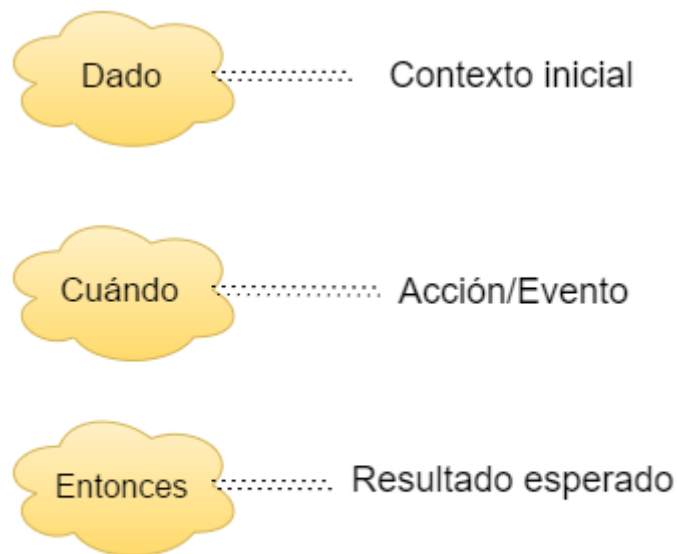 Dado Contexto inicial
Cuándo Acción/Evento
Entonces Resultado esperado